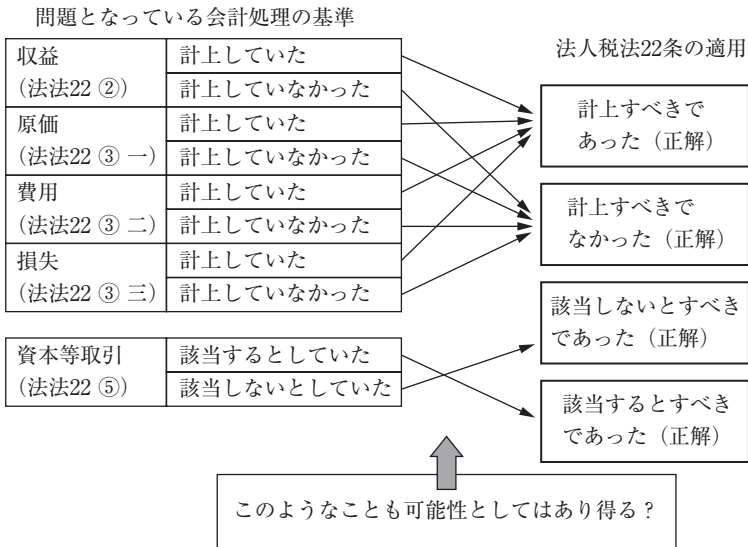 問題となっている会計処理の基準
法人税法22条の適用
収益
(法法22 ②)
計上していた
計上していなかった
原価
(法法22 ③ 一)
計上していた
計上していなかった
費用
(法法22 ③ 二)
計上していた
計上していなかった
損失
(法法22 ③ 三)
計上していた
計上していなかった
資本等取引
(法法22 ⑤)
該当するとしていた
該当しないとしていた
計上すべきで
あった（正解）
計上すべきで
なかった（正解）
該当しないとすべき
であった（正解）
該当するとすべき
であった（正解）
このようなことも可能性としてはあり得る？